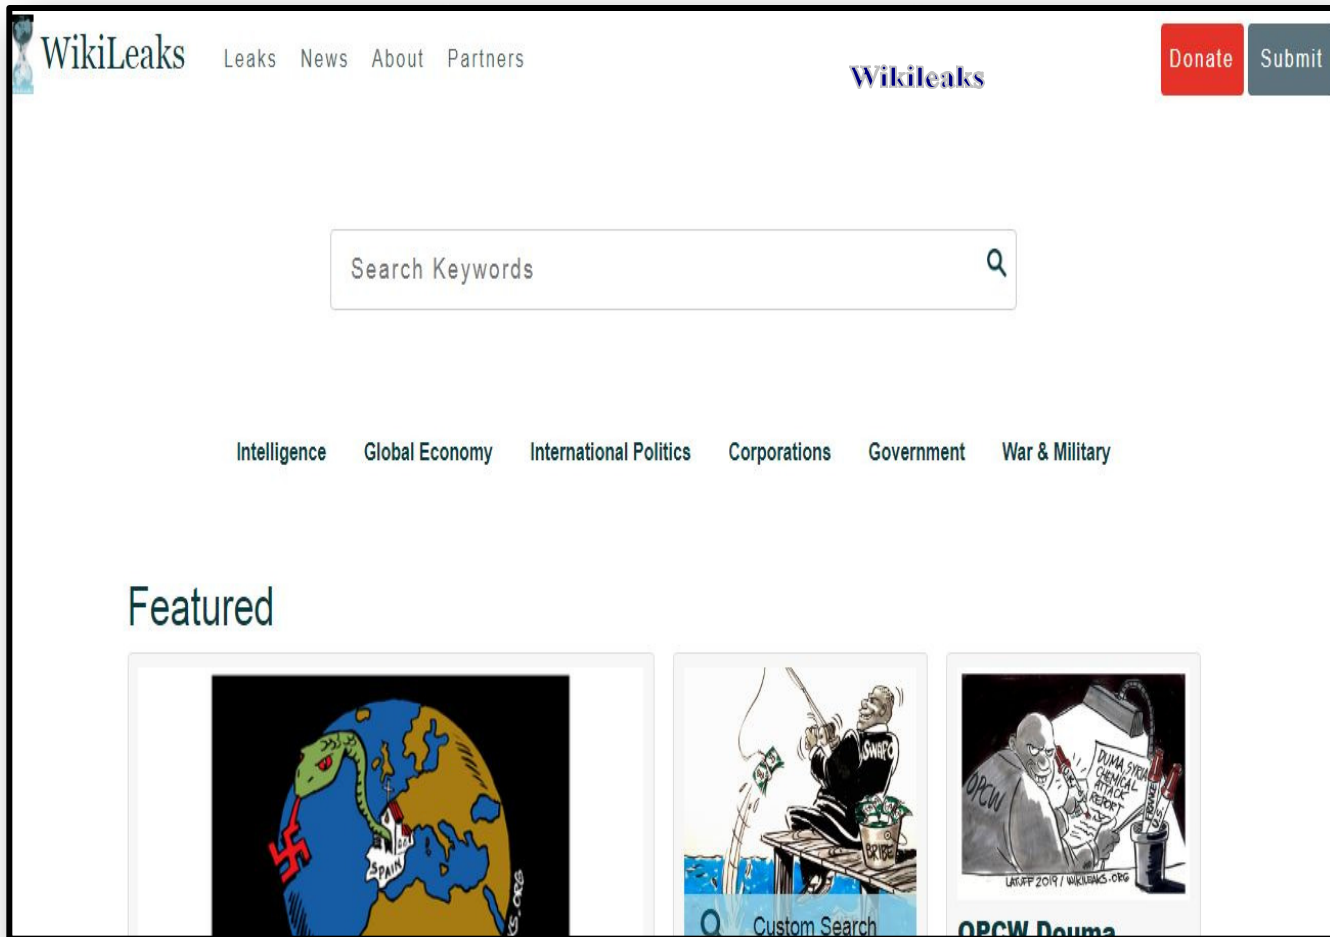 WikiLeaks Leaks News About Partners Wikileaks Donate Submit
Search Keywords
Intelligence Global Economy International Politics Corporations Government War & Military
Featured
SPAIN
SWAPO
BRIBE
Custom Search
OPCW
DUMA, SYRIA
CHEMICAL
ATTACK
REPORT
LATUFF 2019 / WIKILEAKS.ORG
OPCW Douma